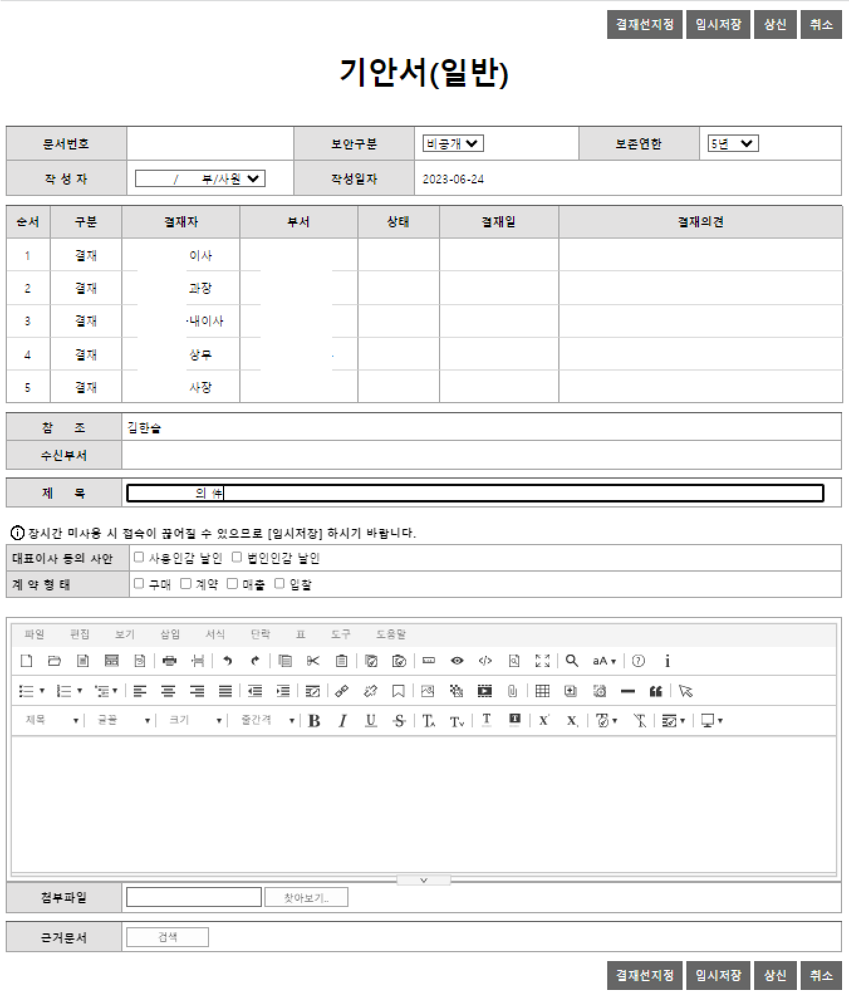 결재선지정 임시저장 상신 취소
기안서(일반)
문서번호 보안구분 비공개 보존연한 5년
작 성 자 / 부/사원 작성일자 2023-06-24
순서 구분 결재자 부서 상태 결재일 결재의견
1 결재 이사
2 결재 과장
3 결재 내이사
4 결재 상무
5 결재 사장
참 조 김한슬
수신부서
제 목 의 件
장시간 미사용 시 접속이 끊어질 수 있으므로 [임시저장] 하시기 바랍니다.
대표이사 등의 사안 사용인감 날인 법인인감 날인
계 약 형 태 구매 계약 매출 입찰
파일 편집 보기 삽입 서식 단락 표 도구 도움말
aA
제목 글꼴 크기 줄간격 B I U S T T T T X X T
첨부파일 찾아보기..
근거문서 검색
결재선지정 임시저장 상신 취소